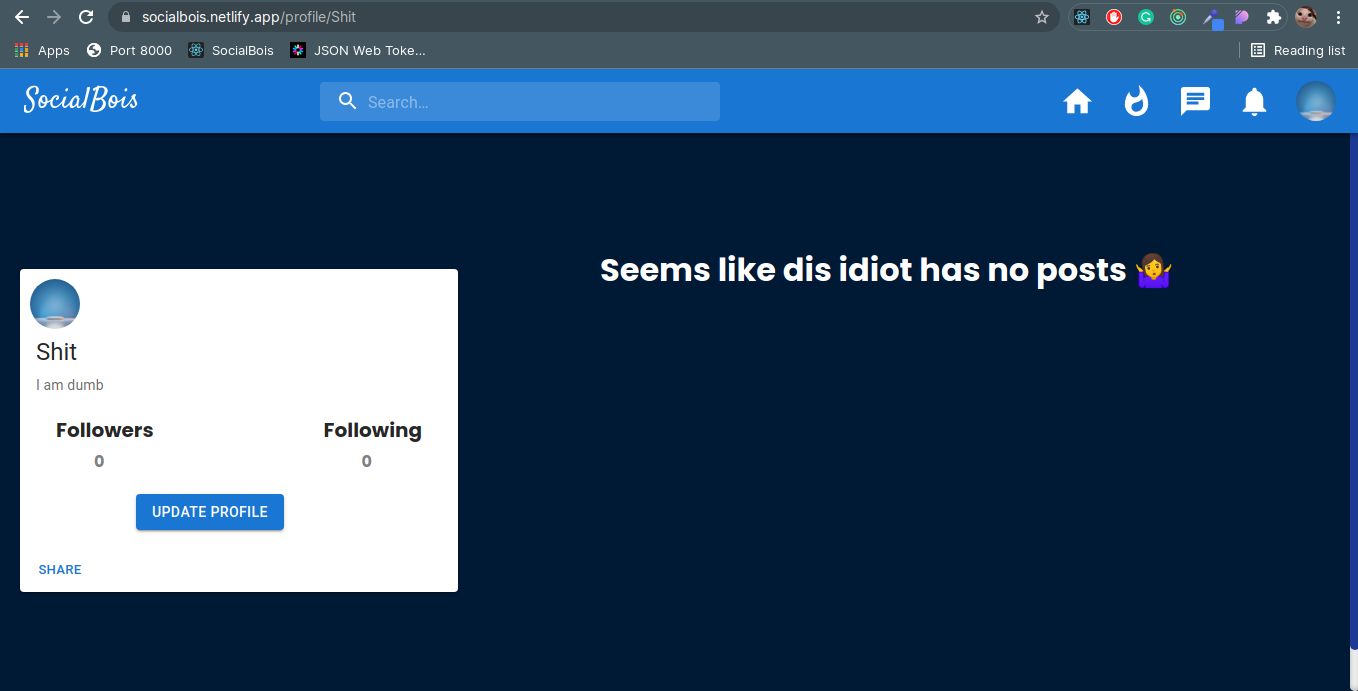 socialbois.netlify.app/profile/Shit
Apps Port 8000 SocialBois JSON Web Toke... Reading list
SocialBois Search...
Seems like dis idiot has no posts 🤷‍♀️
Shit
I am dumb
Followers Following
0 0
UPDATE PROFILE
SHARE